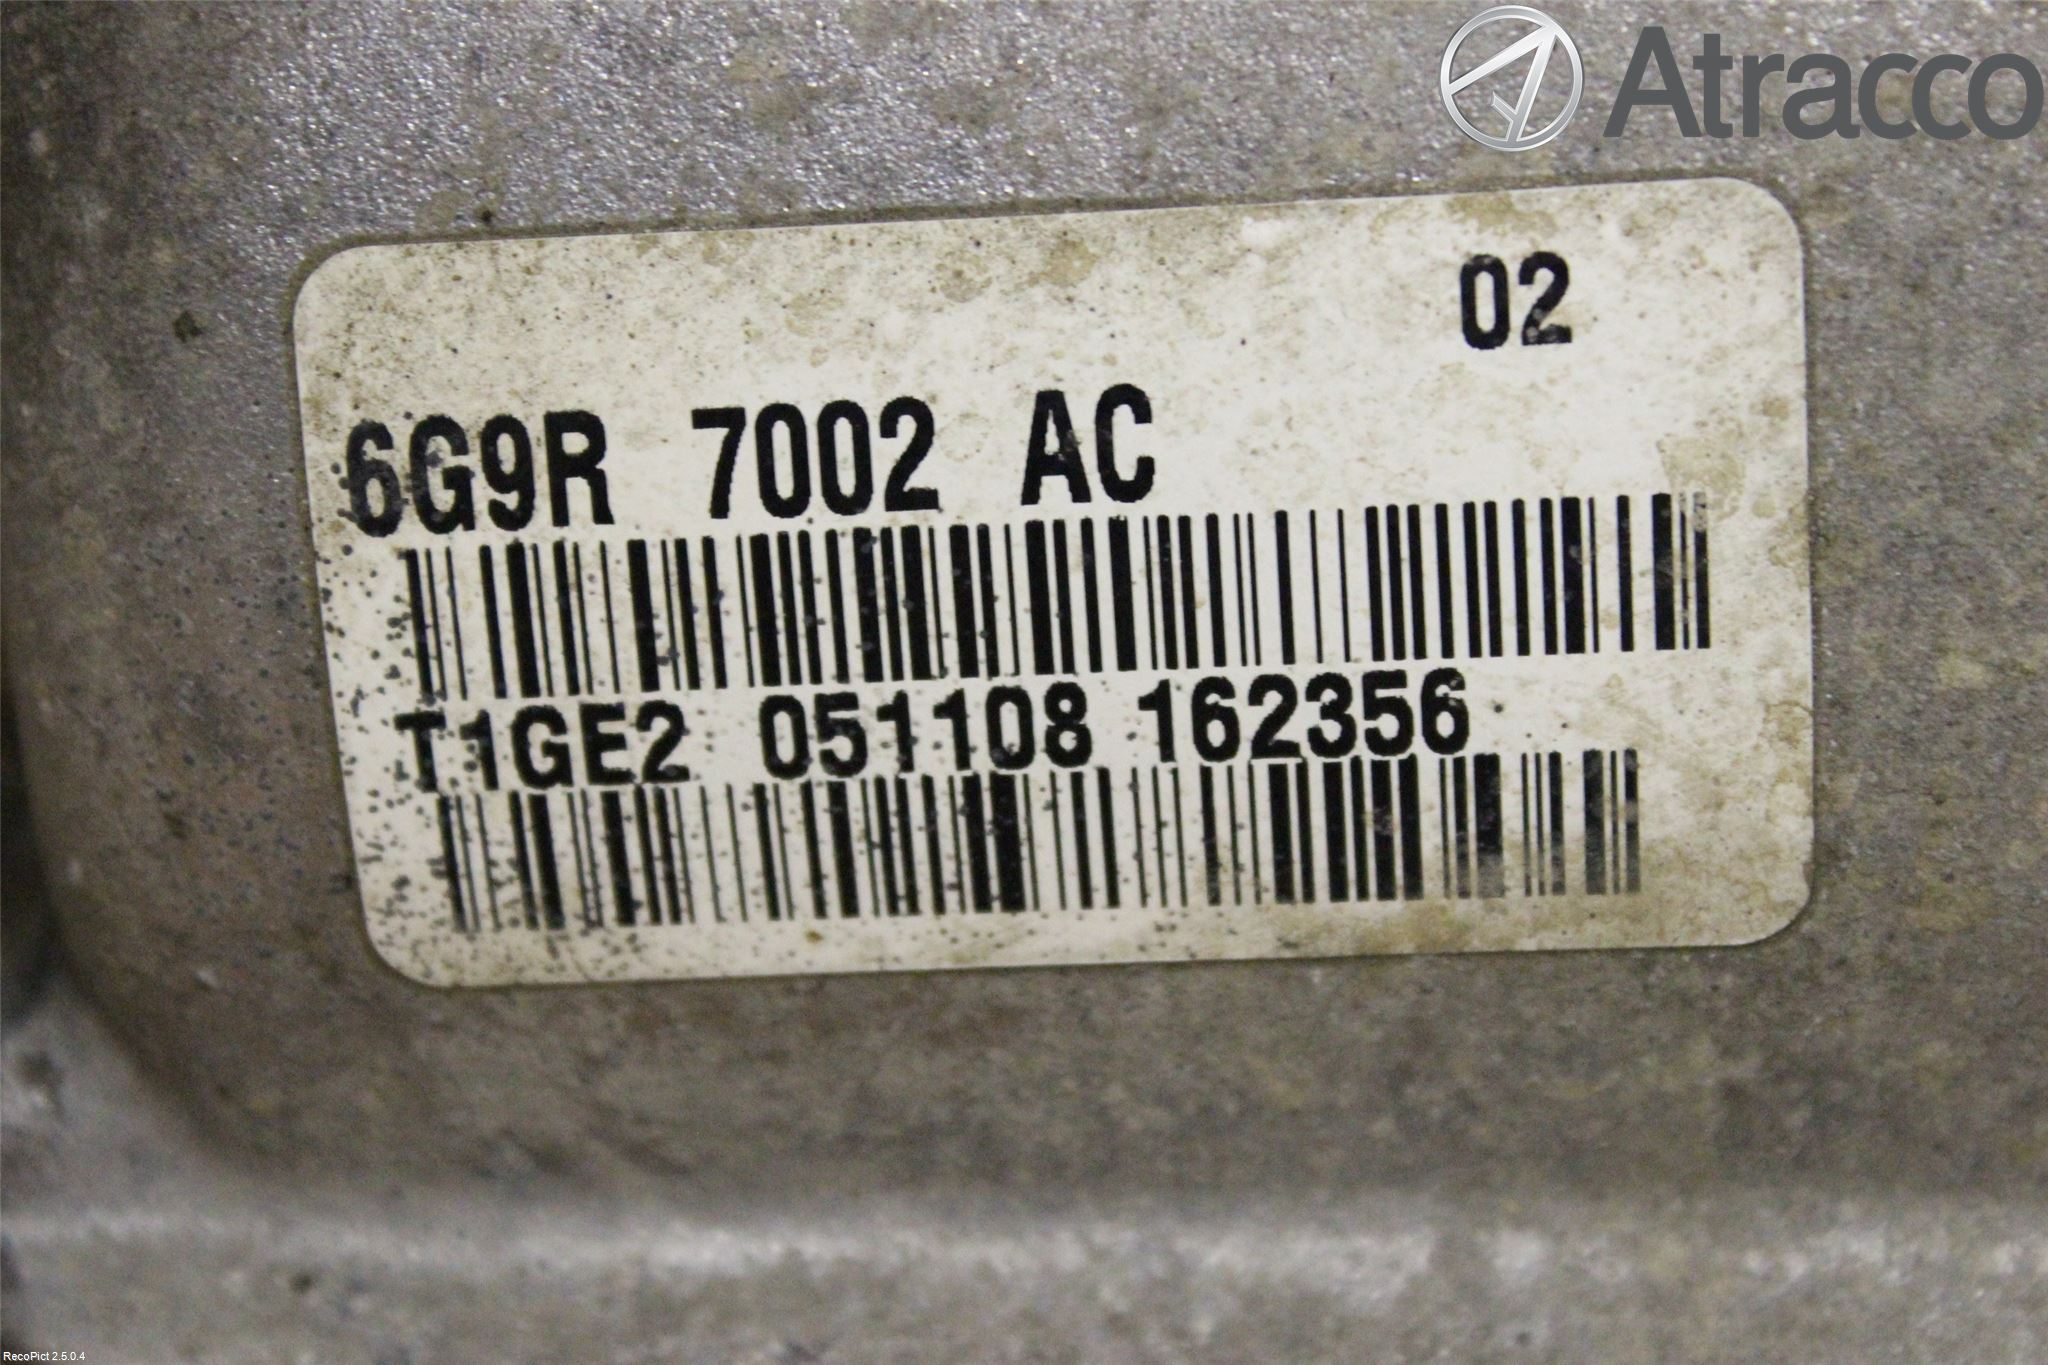 Atracco
02
6G9R 7002 AC
T1GE2 051108 162356
RecoPict 2.5.0.4